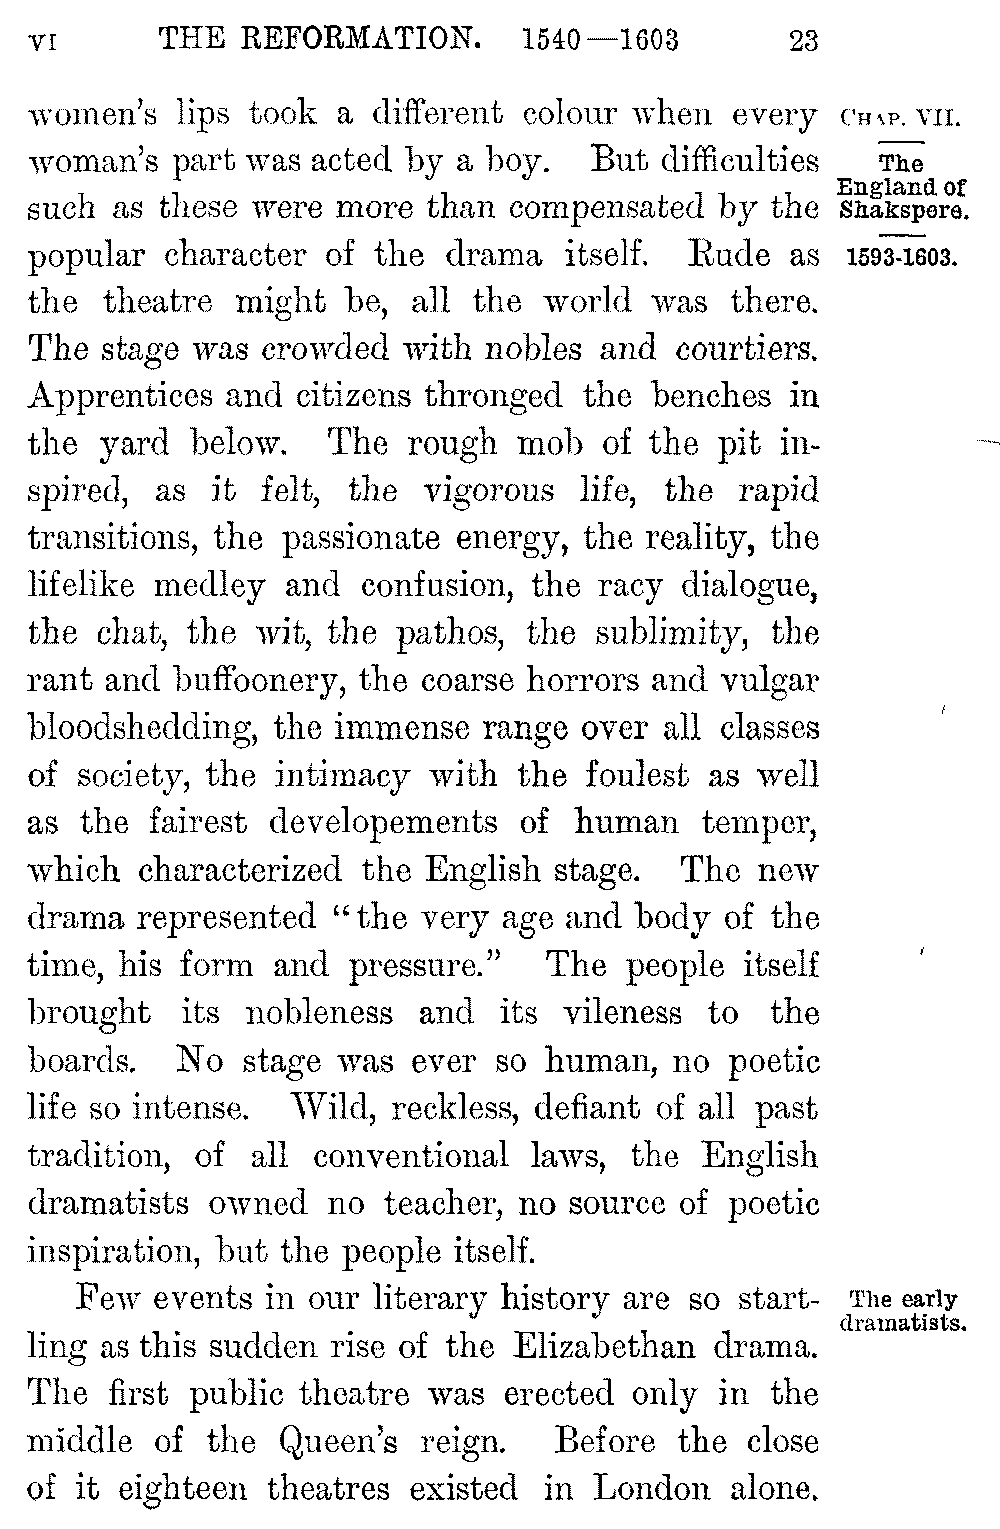 VI THE REFORMATION. 1540—1603 23
women's lips took a different colour when every
woman's part was acted by a boy. But difficulties
such as these were more than compensated by the
popular character of the drama itself. Rude as
the theatre might be, all the world was there.
The stage was crowded with nobles and courtiers.
Apprentices and citizens thronged the benches in
the yard below. The rough mob of the pit in-
spired, as it felt, the vigorous life, the rapid
transitions, the passionate energy, the reality, the
lifelike medley and confusion, the racy dialogue,
the chat, the wit, the pathos, the sublimity, the
rant and buffoonery, the coarse horrors and vulgar
bloodshedding, the immense range over all classes
of society, the intimacy with the foulest as well
as the fairest developements of human temper,
which characterized the English stage. The new
drama represented “the very age and body of the
time, his form and pressure.” The people itself
brought its nobleness and its vileness to the
boards. No stage was ever so human, no poetic
life so intense. Wild, reckless, defiant of all past
tradition, of all conventional laws, the English
dramatists owned no teacher, no source of poetic
inspiration, but the people itself.
Few events in our literary history are so start-
ling as this sudden rise of the Elizabethan drama.
The first public theatre was erected only in the
middle of the Queen's reign. Before the close
of it eighteen theatres existed in London alone.
CHAP. VII.
The
England of
Shakspere.
1593-1603.
The early
dramatists.